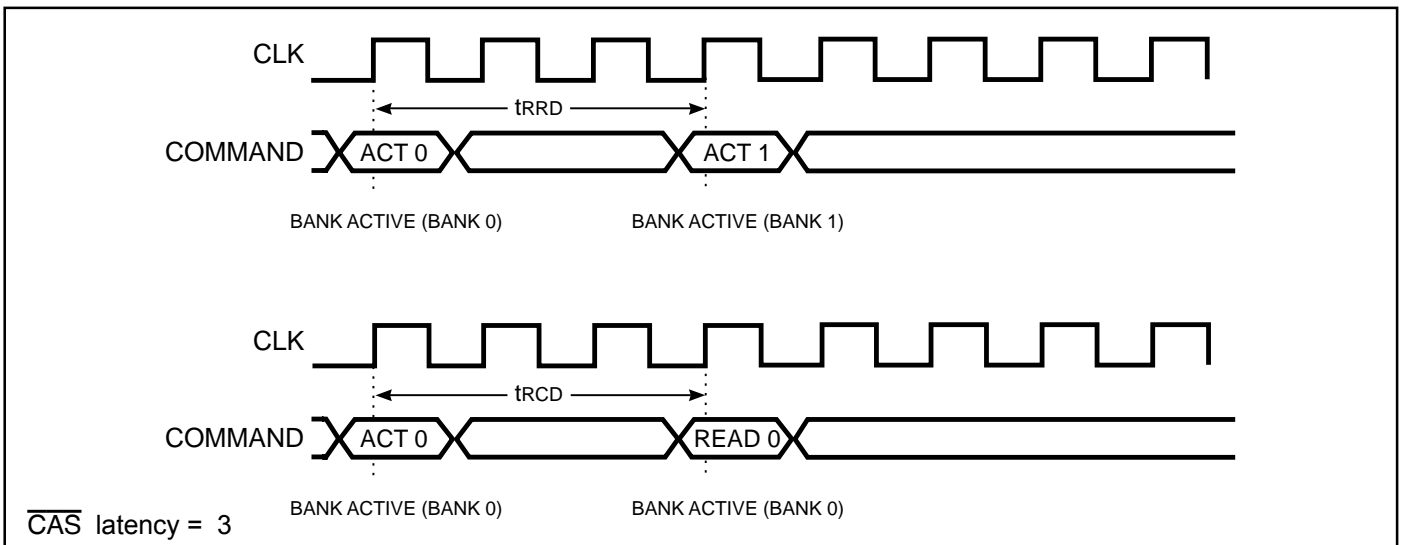 CLK
tRRD
COMMAND ACT 0 ACT 1
BANK ACTIVE (BANK 0) BANK ACTIVE (BANK 1)
CLK
tRCD
COMMAND ACT 0 READ 0
BANK ACTIVE (BANK 0) BANK ACTIVE (BANK 0)
C̅A̅S̅ latency = 3